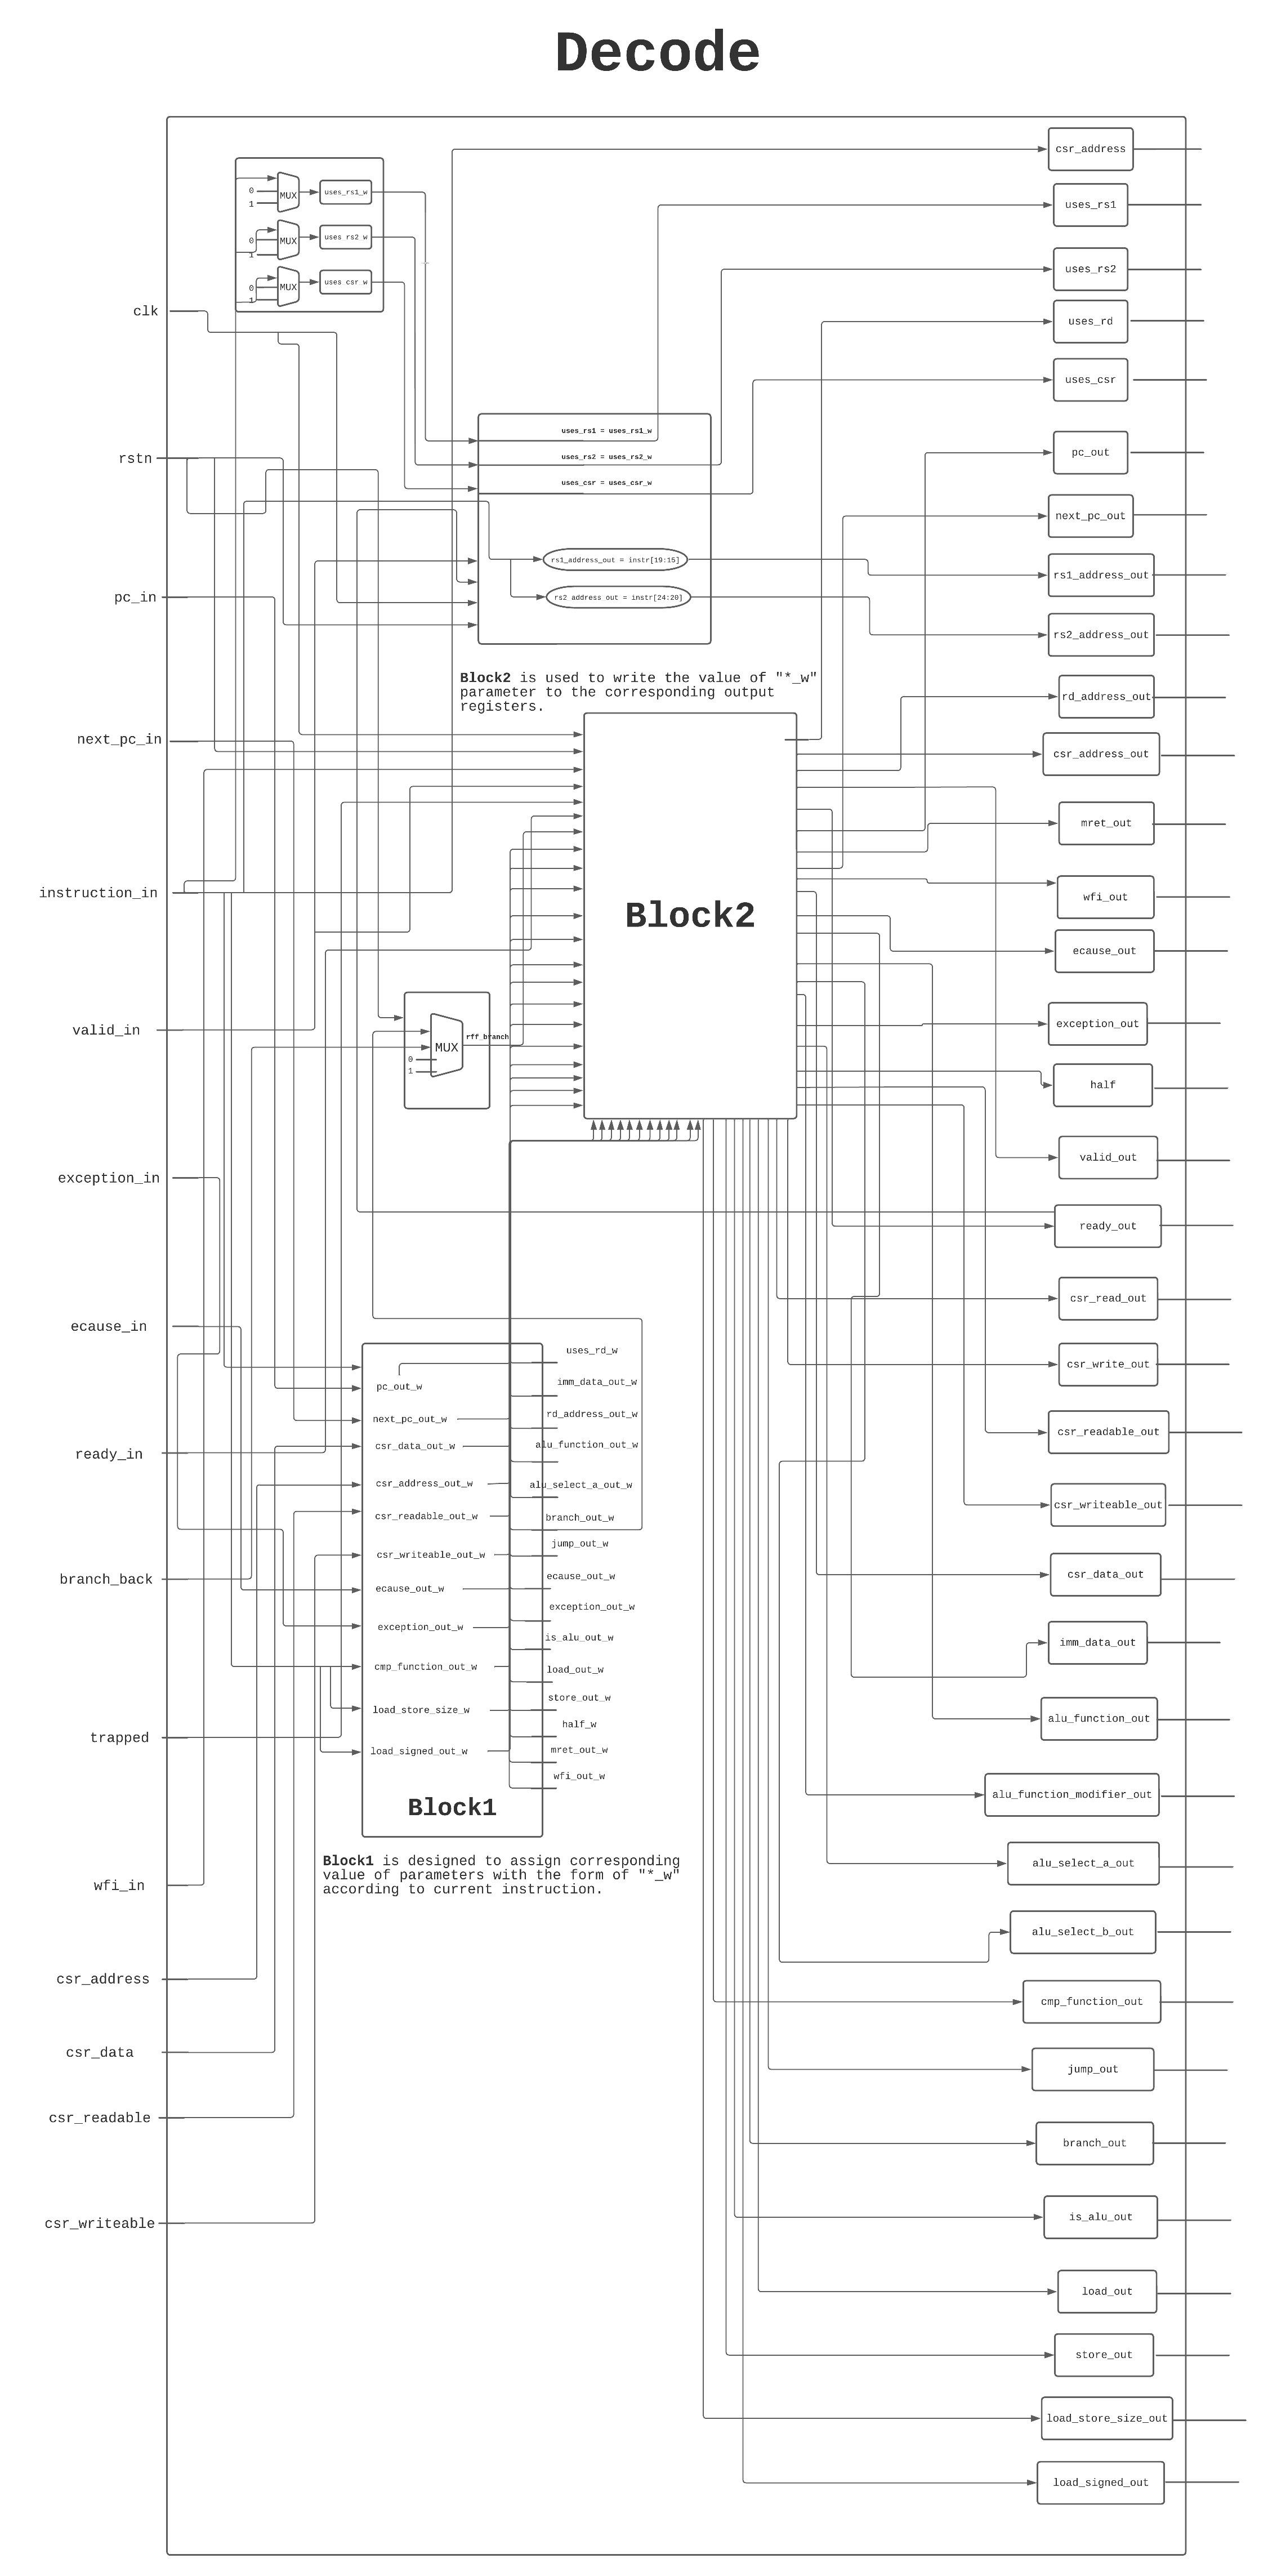 Decode
clk
rstn
pc_in
next_pc_in
instruction_in
valid_in
exception_in
ecause_in
ready_in
branch_back
trapped
wfi_in
csr_address
csr_data
csr_readable
csr_writeable
0
1
MUX
uses_rs1_w
0
1
MUX
uses rs2 w
0
1
MUX
uses csr w
uses_rs1 = uses_rs1_w
uses_rs2 = uses_rs2_w
uses_csr = uses_csr_w
rs1_address_out = instr[19:15]
rs2 address out = instr[24:20]
Block2 is used to write the value of "*_w"
parameter to the corresponding output
registers.
Block2
MUX
0
1
rff_branch
pc_out_w
next_pc_out_w
csr_data_out_w
csr_address_out_w
csr_readable_out_w
csr_writeable_out_w
ecause_out_w
exception_out_w
cmp_function_out_w
load_store_size_w
load_signed_out_w
uses_rd_w
imm_data_out_w
rd_address_out_w
alu_function_out_w
alu_select_a_out_w
branch_out_w
jump_out_w
ecause_out_w
exception_out_w
is_alu_out_w
load_out_w
store_out_w
half_w
mret_out_w
wfi_out_w
Block1
Block1 is designed to assign corresponding
value of parameters with the form of "*_w"
according to current instruction.
csr_address
uses_rs1
uses_rs2
uses_rd
uses_csr
pc_out
next_pc_out
rs1_address_out
rs2_address_out
rd_address_out
csr_address_out
mret_out
wfi_out
ecause_out
exception_out
half
valid_out
ready_out
csr_read_out
csr_write_out
csr_readable_out
csr_writeable_out
csr_data_out
imm_data_out
alu_function_out
alu_function_modifier_out
alu_select_a_out
alu_select_b_out
cmp_function_out
jump_out
branch_out
is_alu_out
load_out
store_out
load_store_size_out
load_signed_out